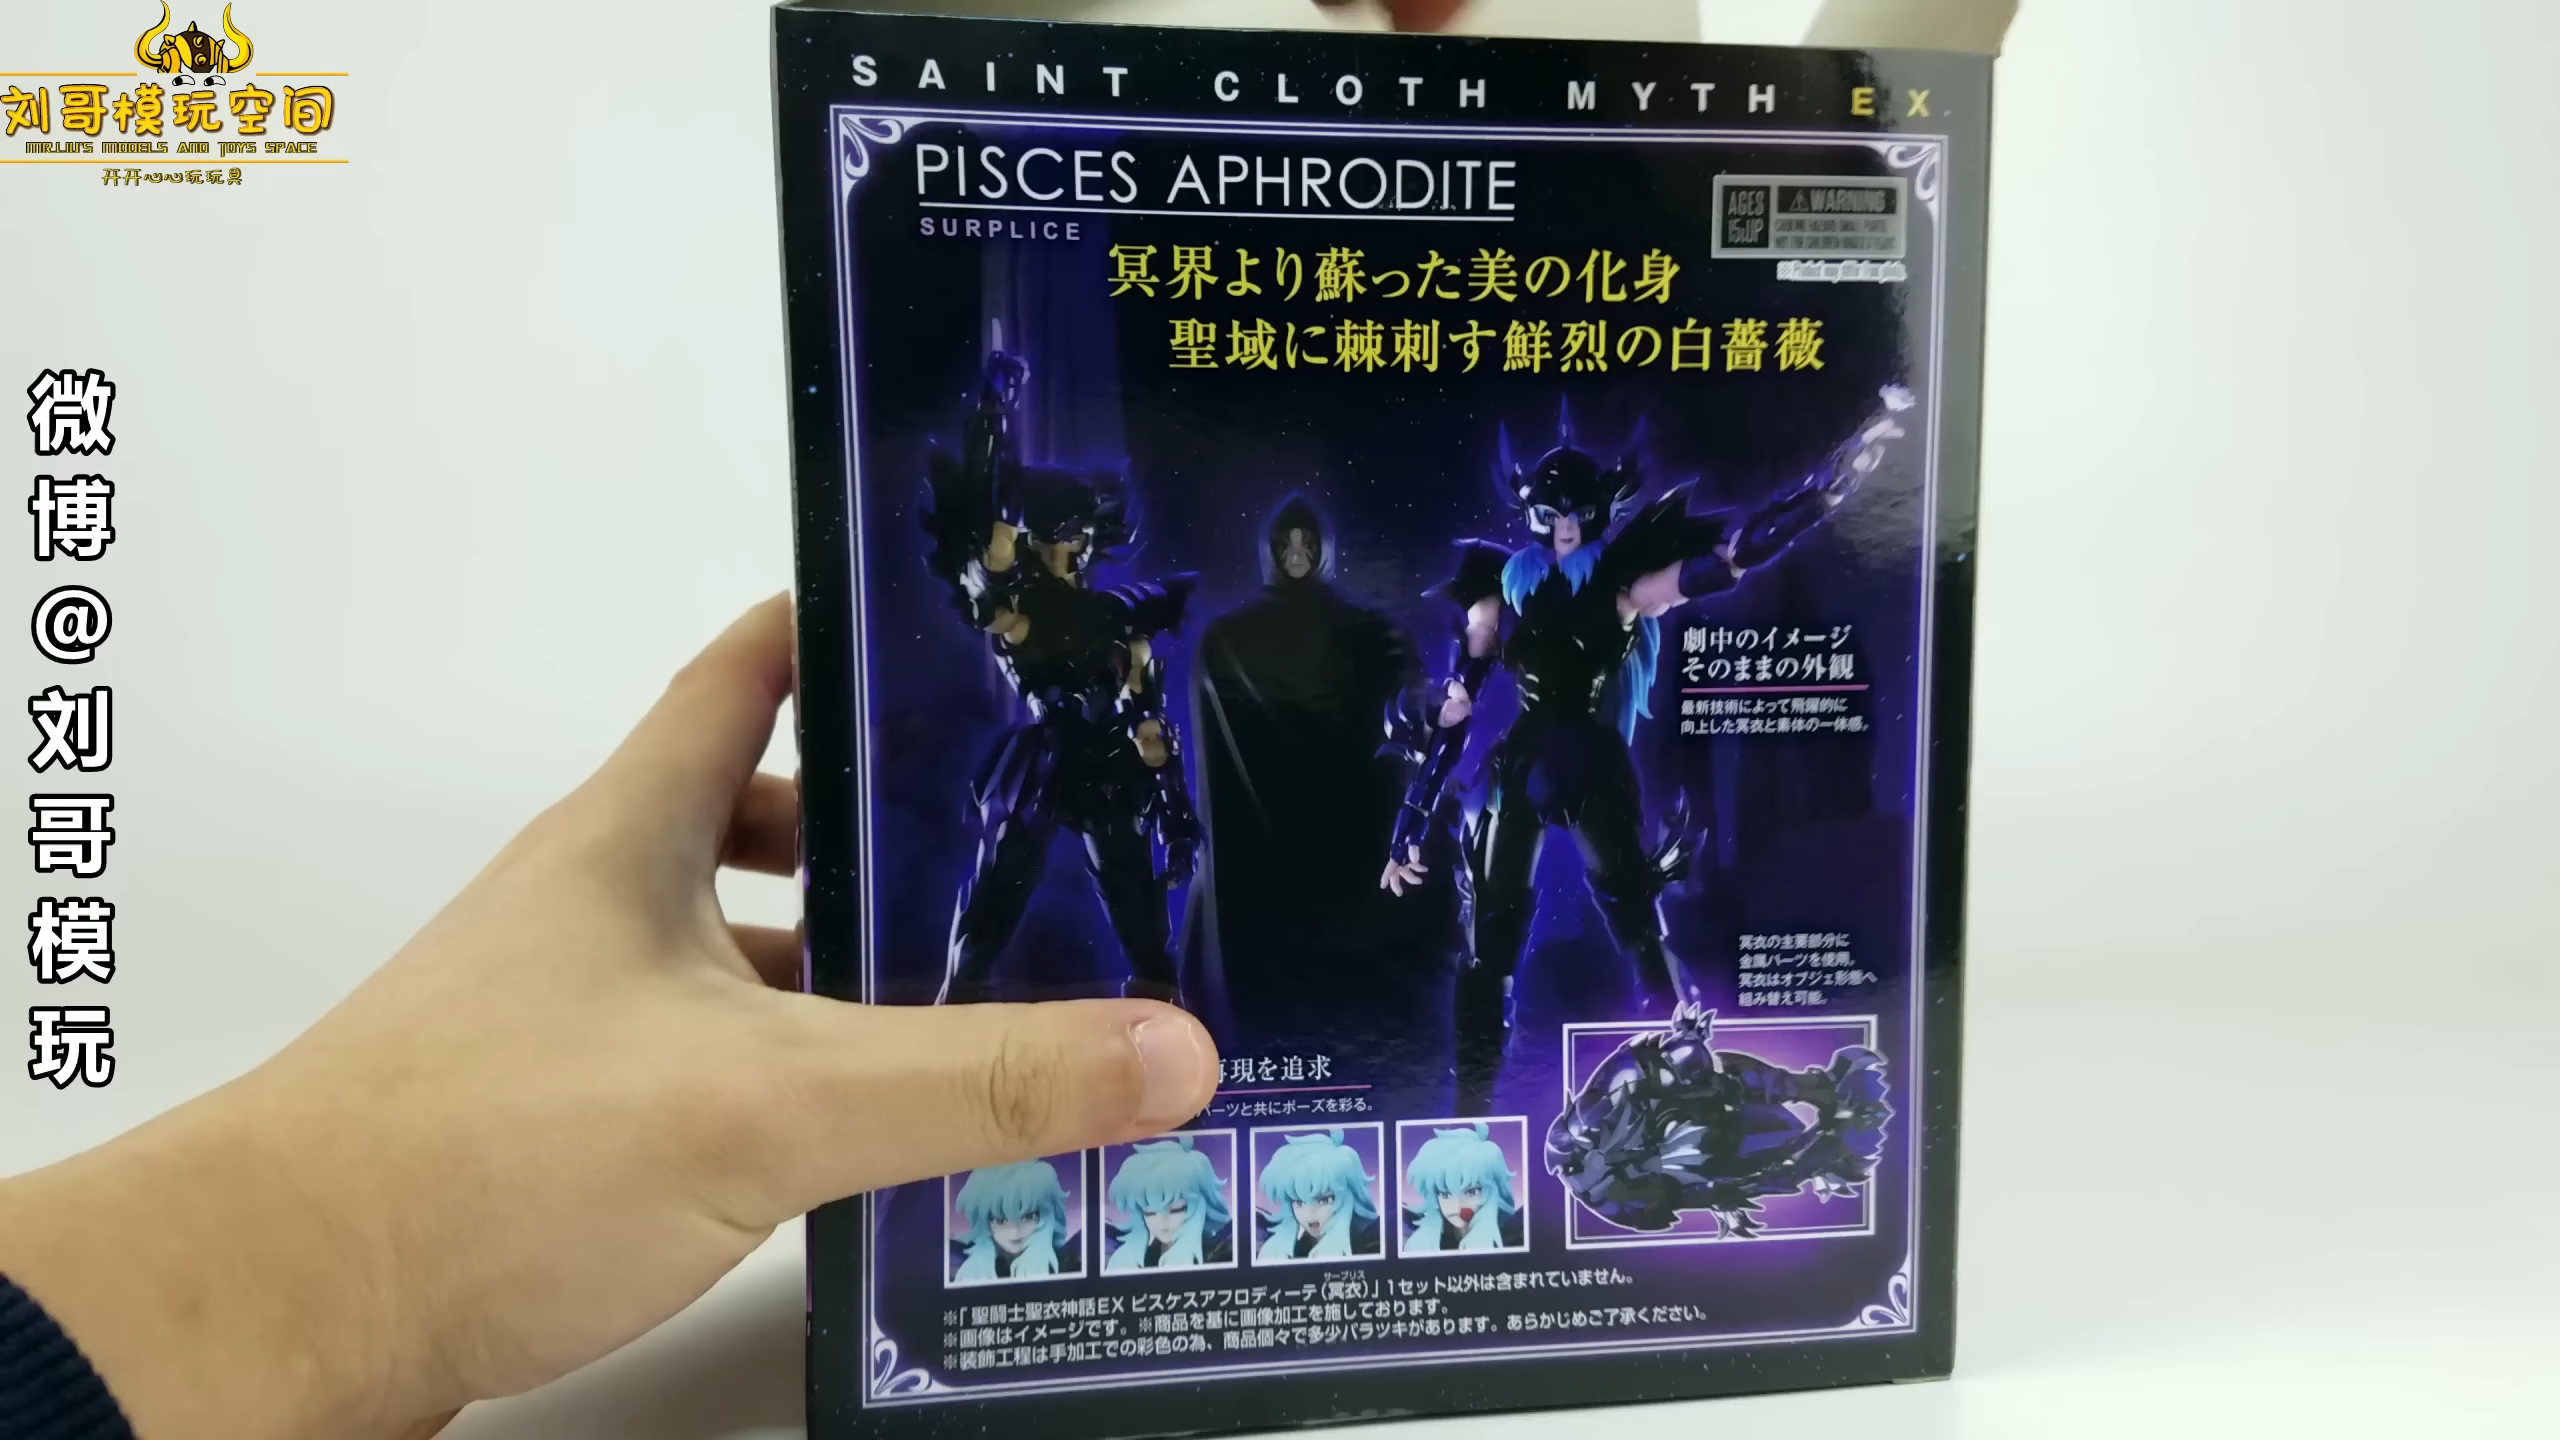 刘哥模玩空间
MR.LIU'S MODELS AND TOYS SPACE
开开心心玩玩具
微博@刘哥模玩
SAINT CLOTH MYTH EX
PISCES APHRODITE
SURPLICE
AGES
15&UP
⚠WARNING
冥界より蘇った美の化身
聖域に棘刺す鮮烈の白薔薇
劇中のイメージ
そのままの外観
最新技術によって飛躍的に
向上した冥衣と素体の一体感。
冥衣の主要部分に
金属パーツを使用。
冥衣はオブジェ形態へ
組み替え可能。
再現を追求
パーツと共にポーズを彩る。
サープリス
※「聖闘士聖衣神話EX ピスケスアフロディーテ(冥衣)」1セット以外は含まれていません。
※画像はイメージです。※商品を基に画像加工を施しております。
※装飾工程は手加工での彩色の為、商品個々で多少バラツキがあります。あらかじめご了承ください。